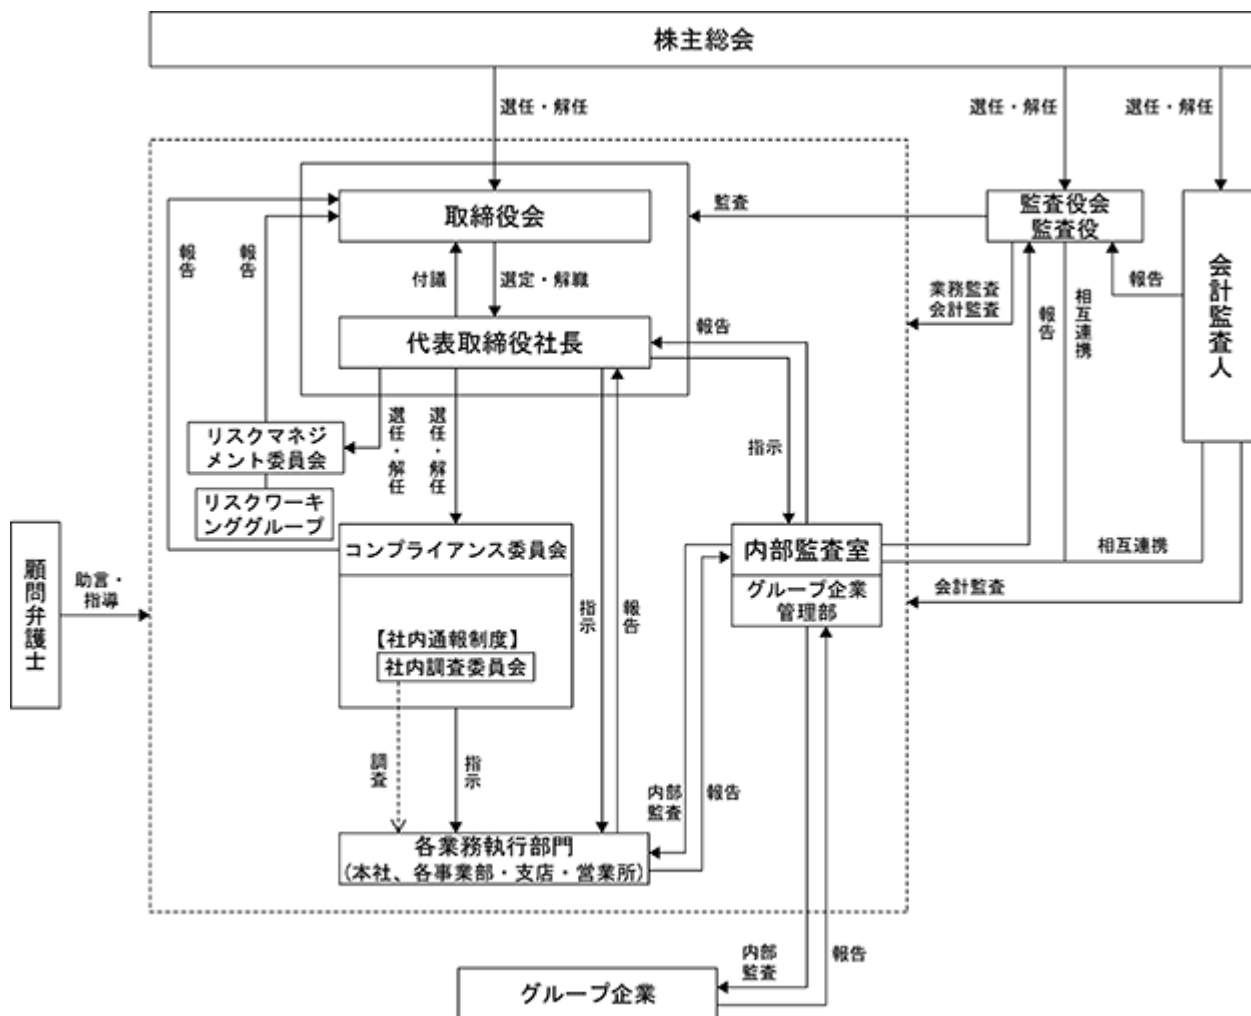 株主総会
選任・解任
選任・解任
選任・解任
取締役会
監査
監査役会
監査役
会計監査人
報告
報告
付議
選定・解職
業務監査
会計監査
報告
相互連携
報告
代表取締役社長
報告
選任・解任
選任・解任
指示
リスクマネジ
メント委員会
リスクワーキ
ンググループ
コンプライアンス委員会
内部監査室
相互連携
顧問弁護士
助言・
指導
グループ企業
管理部
会計監査
指示
報告
【社内通報制度】
社内調査委員会
調査
指示
内部
監査
報告
各業務執行部門
(本社、各事業部・支店・営業所)
内部
監査
報告
グループ企業